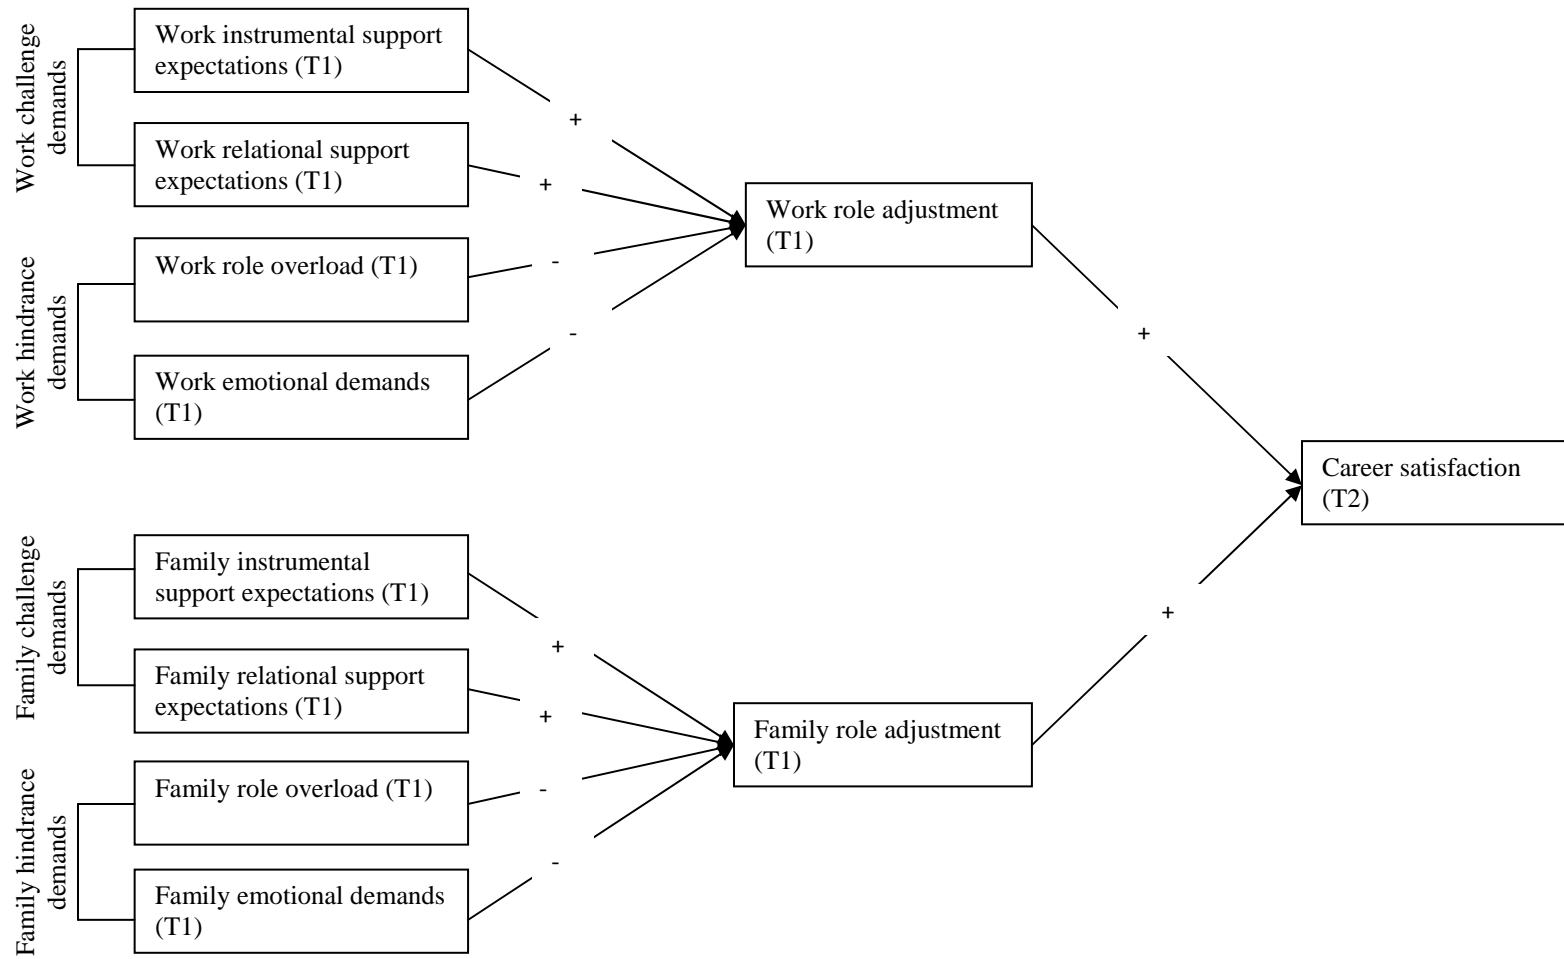 Work challenge
demands
Work instrumental support
expectations (T1)
+
Work relational support
expectations (T1)
+
Work hindrance
demands
Work role overload (T1)
-
Work emotional demands
(T1)
-
Work role adjustment
(T1)
+
Family challenge
demands
Family instrumental
support expectations (T1)
+
Family relational support
expectations (T1)
+
Family hindrance
demands
Family role overload (T1)
-
Family emotional demands
(T1)
-
Family role adjustment
(T1)
+
Career satisfaction
(T2)